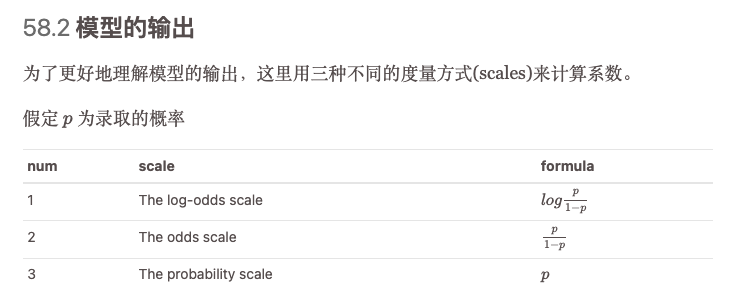 58.2 模型的输出
为了更好地理解模型的输出，这里用三种不同的度量方式(scales)来计算系数。
假定 p 为录取的概率
num scale formula
1 The log-odds scale log p/1−p
2 The odds scale p/1−p
3 The probability scale p